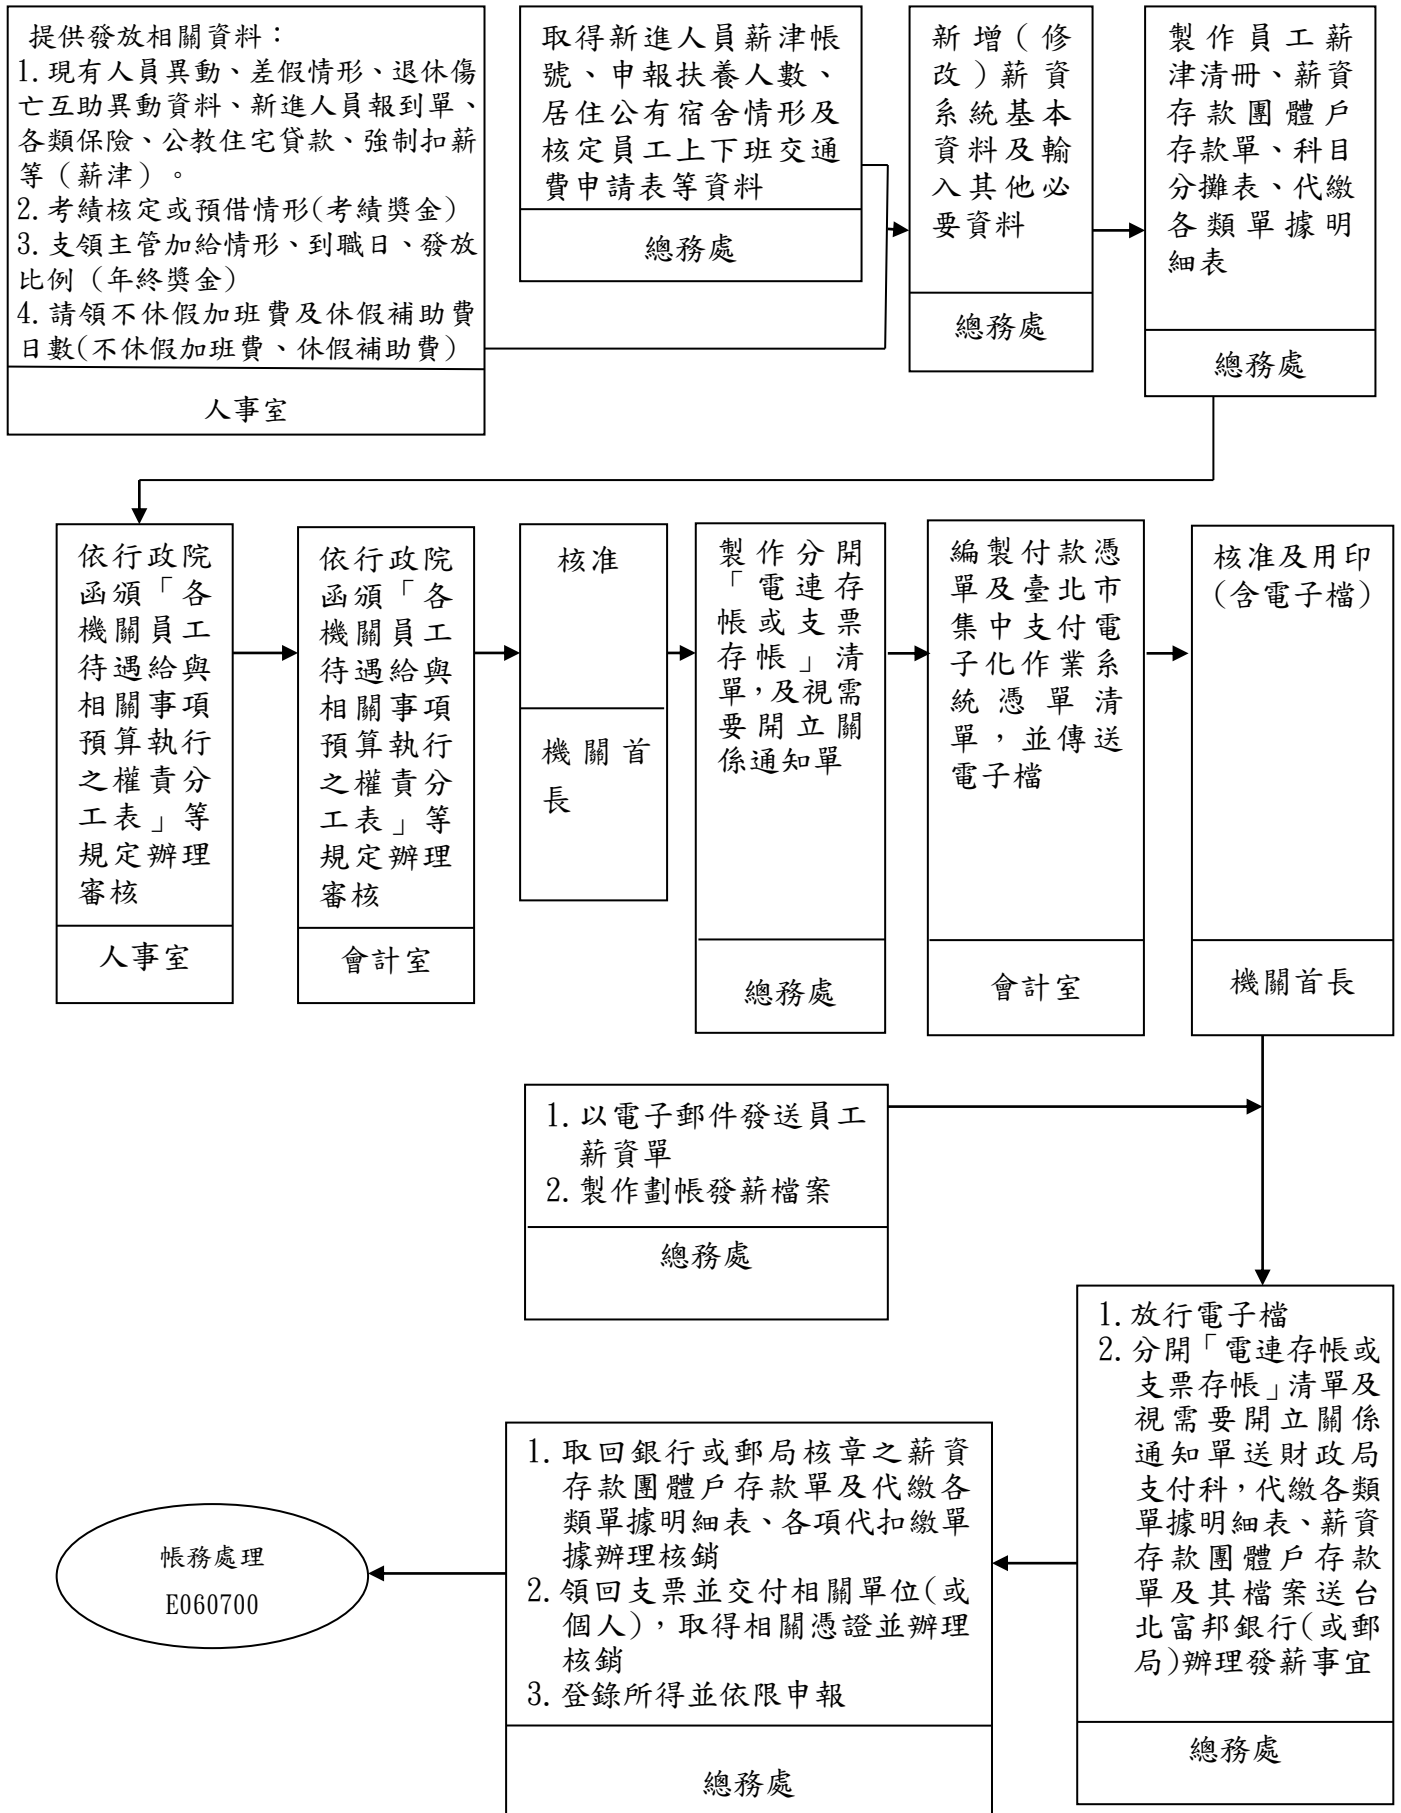 提供發放相關資料：
1.現有人員異動、差假情形、退休傷
亡互助異動資料、新進人員報到單、
各類保險、公教住宅貸款、強制扣薪
等（薪津）。
2.考績核定或預借情形(考績獎金)
3.支領主管加給情形、到職日、發放
比例（年終獎金)
4.請領不休假加班費及休假補助費
日數(不休假加班費、休假補助費)
人事室
取得新進人員薪津帳
號、申報扶養人數、
居住公有宿舍情形及
核定員工上下班交通
費申請表等資料
總務處
新增（修
改）薪資
系統基本
資料及輸
入其他必
要資料
總務處
製作員工薪
津清冊、薪資
存款團體戶
存款單、科目
分攤表、代繳
各類單據明
細表
總務處
依行政院
函頒「各
機關員工
待遇給與
相關事項
預算執行
之權責分
工表」等
規定辦理
審核
人事室
依行政院
函頒「各
機關員工
待遇給與
相關事項
預算執行
之權責分
工表」等
規定辦理
審核
會計室
核准
機關首
長
製作分開
「電連存
帳或支票
存帳」清
單，及視需
要開立關
係通知單
總務處
編製付款憑
單及臺北市
集中支付電
子化作業系
統憑單清
單，並傳送
電子檔
會計室
核准及用印
(含電子檔)
機關首長
1.以電子郵件發送員工
薪資單
2.製作劃帳發薪檔案
總務處
1.放行電子檔
2.分開「電連存帳或
支票存帳」清單及
視需要開立關係
通知單送財政局
支付科，代繳各類
單據明細表、薪資
存款團體戶存款
單及其檔案送台
北富邦銀行(或郵
局)辦理發薪事宜
總務處
1.取回銀行或郵局核章之薪資
存款團體戶存款單及代繳各
類單據明細表、各項代扣繳單
據辦理核銷
2.領回支票並交付相關單位(或
個人)，取得相關憑證並辦理
核銷
3.登錄所得並依限申報
總務處
帳務處理
E060700